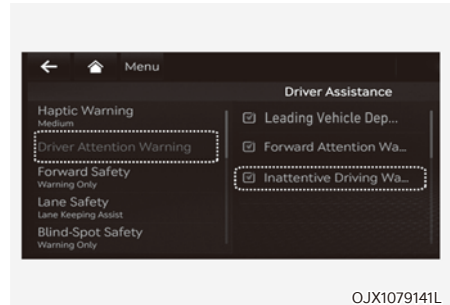 Menu
Driver Assistance
Haptic Warning
Medium
Driver Attention Warning
Forward Safety
Warning Only
Lane Safety
Lane Keeping Assist
Blind-Spot Safety
Warning Only
Leading Vehicle Dep...
Forward Attention Wa...
Inattentive Driving Wa...
OJX1079141L